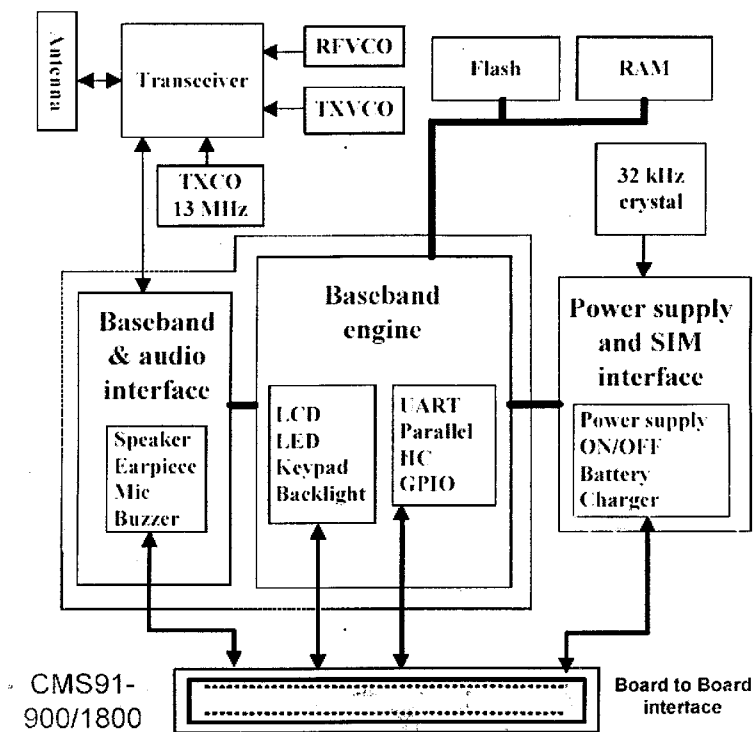 Antenna
Transceiver
RFVCO
TXVCO
TXCO
13 MHz
Flash
RAM
32 kHz
crystal
Baseband
& audio
interface
Speaker
Earpiece
Mic
Buzzer
Baseband
engine
LCD
LED
Keypad
Backlight
UART
Parallel
IIC
GPIO
Power supply
and SIM
interface
Power supply
ON/OFF
Battery
Charger
CMS91-
900/1800
Board to Board
interface